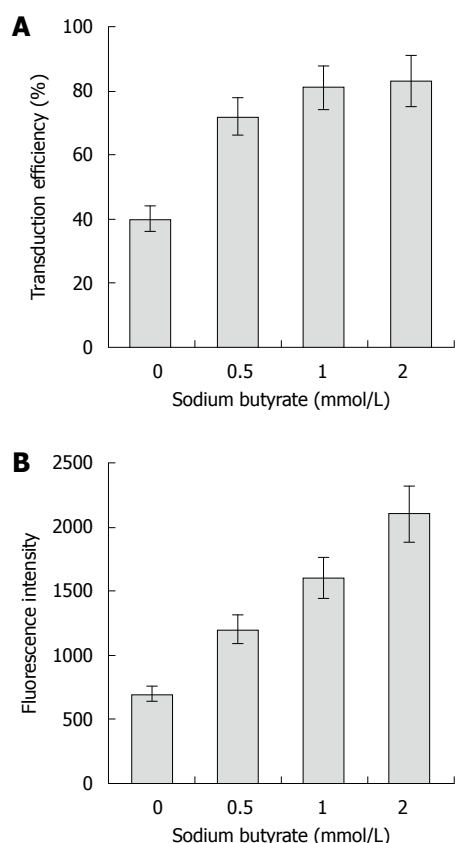 A
100
80
60
40
20
0
Transduction efficiency (%)
0 0.5 1 2
Sodium butyrate (mmol/L)
B
2500
2000
1500
1000
500
0
Fluorescence intensity
0 0.5 1 2
Sodium butyrate (mmol/L)